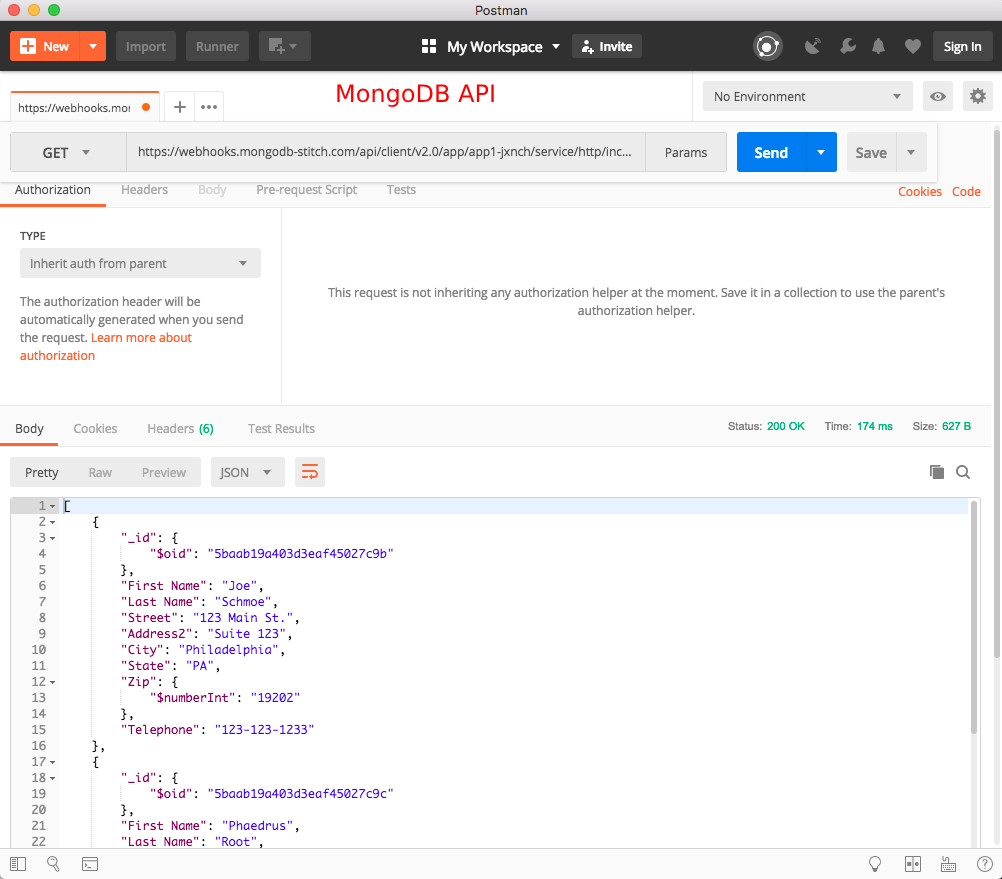 Postman
New
Import
Runner
My Workspace
Invite
Sign In
https://webhooks.mor
MongoDB API
No Environment
GET
https://webhooks.mongodb-stitch.com/api/client/v2.0/app/app1-jxnch/service/http/inc...
Params
Send
Save
Authorization
Headers
Body
Pre-request Script
Tests
Cookies
Code
TYPE
Inherit auth from parent
The authorization header will be
automatically generated when you send
the request. Learn more about
authorization
This request is not inheriting any authorization helper at the moment. Save it in a collection to use the parent's
authorization helper.
Body
Cookies
Headers (6)
Test Results
Status: 200 OK
Time: 174 ms
Size: 627 B
Pretty
Raw
Preview
JSON
1 [
2 {
3 "_id": {
4 "$oid": "5baab19a403d3eaf45027c9b"
5 },
6 "First Name": "Joe",
7 "Last Name": "Schmoe",
8 "Street": "123 Main St.",
9 "Address2": "Suite 123",
10 "City": "Philadelphia",
11 "State": "PA",
12 "Zip": {
13 "$numberInt": "19202"
14 },
15 "Telephone": "123-123-1233"
16 },
17 {
18 "_id": {
19 "$oid": "5baab19a403d3eaf45027c9c"
20 },
21 "First Name": "Phaedrus",
22 "Last Name": "Root",